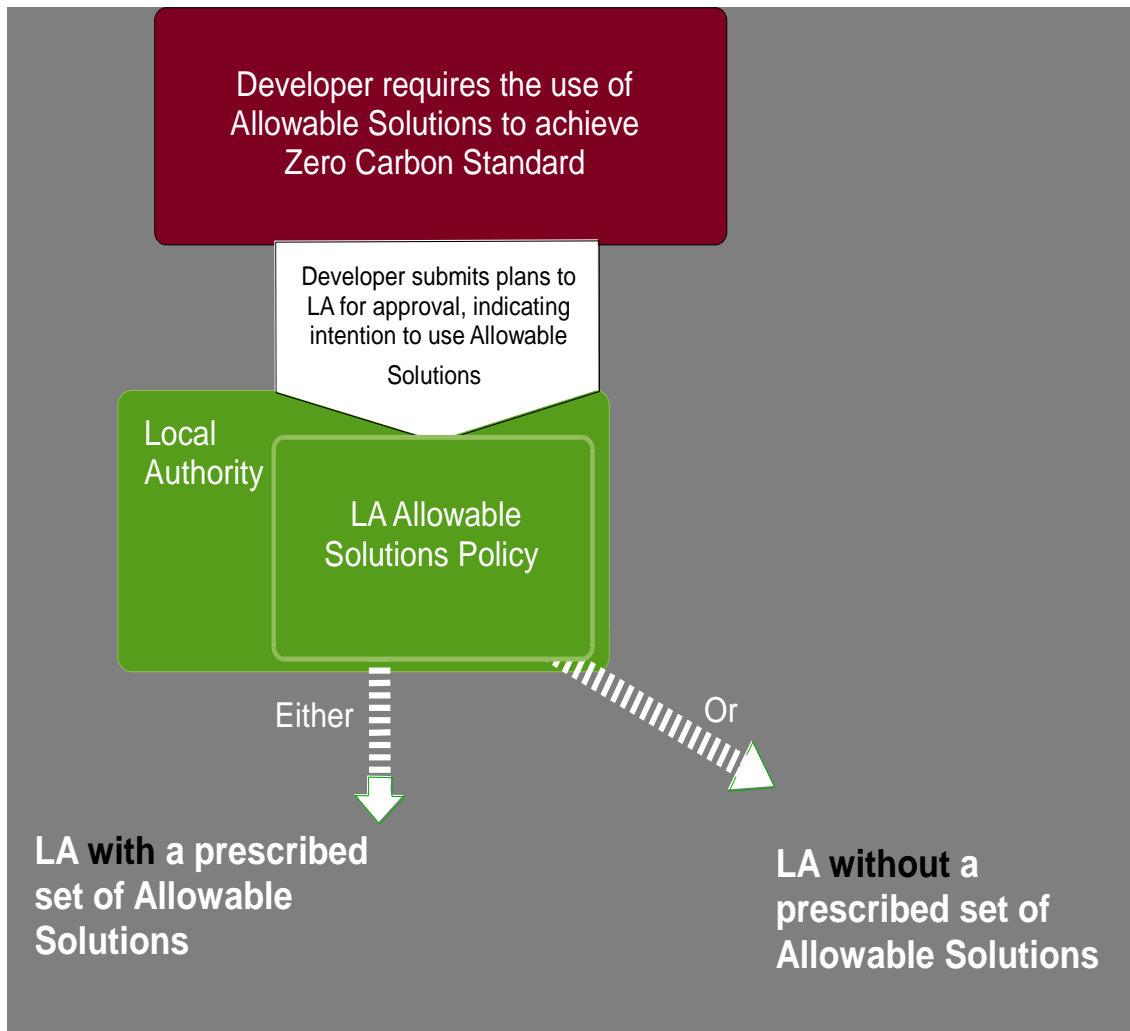 Developer requires the use of
Allowable Solutions to achieve
Zero Carbon Standard
Developer submits plans to
LA for approval, indicating
intention to use Allowable
Solutions
Local
Authority
LA Allowable
Solutions Policy
Either
Or
LA with a prescribed
set of Allowable
Solutions
LA without a
prescribed set of
Allowable Solutions